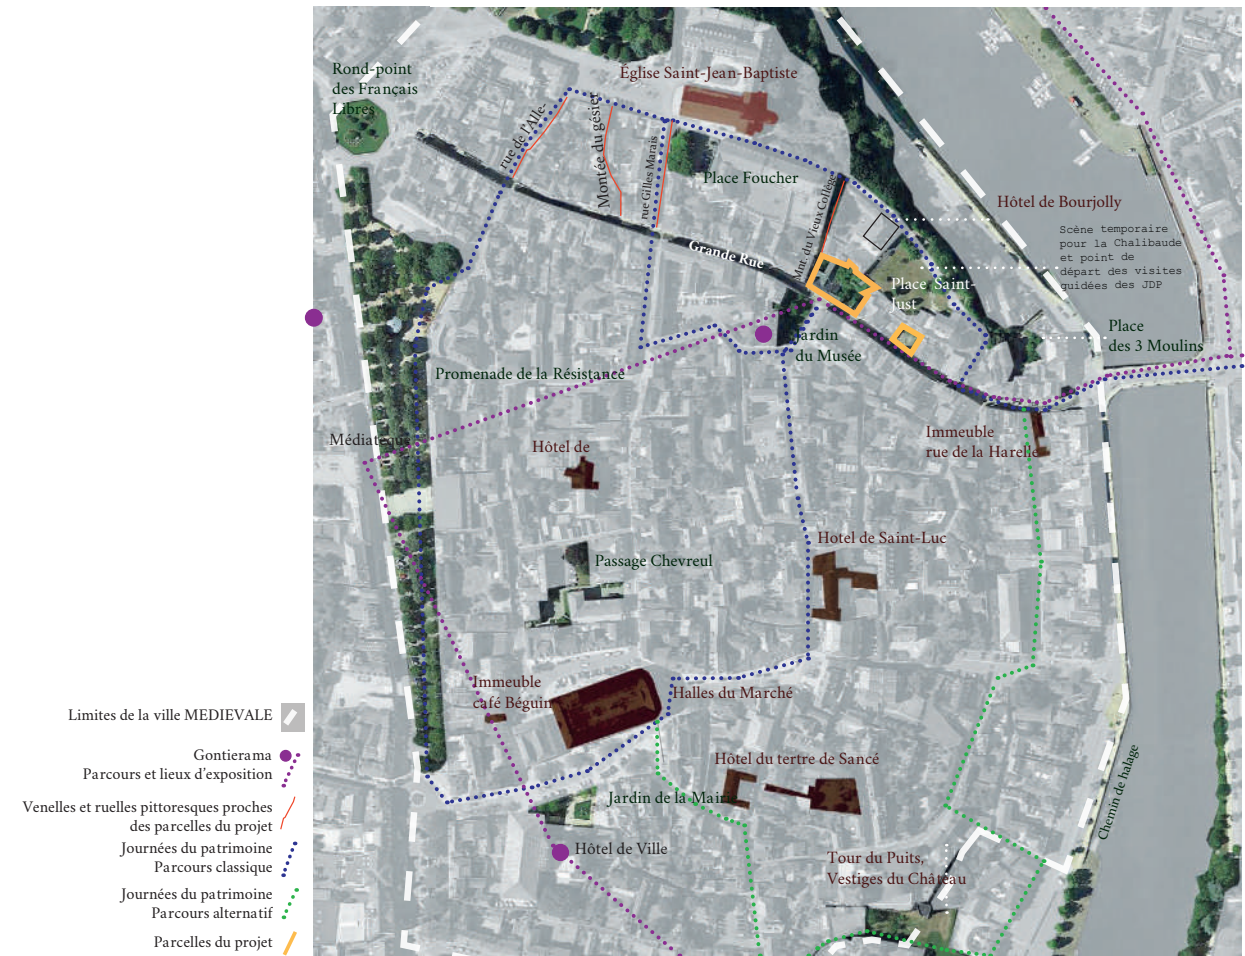 Rond-point
des Français
Libres
Église Saint-Jean-Baptiste
rue de l'Alle-
Montée du gésier
rue Gilles Marais
Place Foucher
Mnt. du Vieux Collège
Grande Rue
Hôtel de Bourjolly
Scène temporaire
pour la Chalibaude
et point de
départ des visites
guidées des JDP
Place Saint-
Just
Place
des 3 Moulins
Jardin
du Musée
Promenade de la Résistance
Médiatèque
Hôtel de
Immeuble
rue de la Harelle
Hotel de Saint-Luc
Passage Chevreul
Immeuble
café Béguin
Halles du Marché
Hôtel du tertre de Sancé
Jardin de la Mairie
Hôtel de Ville
Chemin de halage
Tour du Puits,
Vestiges du Château
Limites de la ville MEDIEVALE
Gontierama
Parcours et lieux d'exposition
Venelles et ruelles pittoresques proches
des parcelles du projet
Journées du patrimoine
Parcours classique
Journées du patrimoine
Parcours alternatif
Parcelles du projet